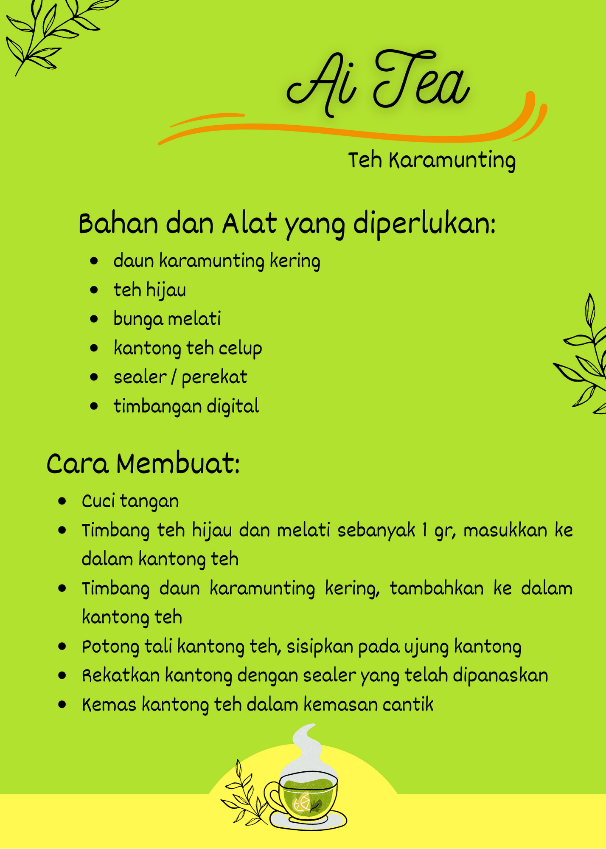 Ai Tea
Teh Karamunting
Bahan dan Alat yang diperlukan:
• daun karamunting kering
• teh hijau
• bunga melati
• kantong teh celup
• sealer / perekat
• timbangan digital
Cara Membuat:
• Cuci tangan
• Timbang teh hijau dan melati sebanyak 1 gr, masukkan ke
dalam kantong teh
• Timbang daun karamunting kering, tambahkan ke dalam
kantong teh
• Potong tali kantong teh, sisipkan pada ujung kantong
• Rekatkan kantong dengan sealer yang telah dipanaskan
• Kemas kantong teh dalam kemasan cantik